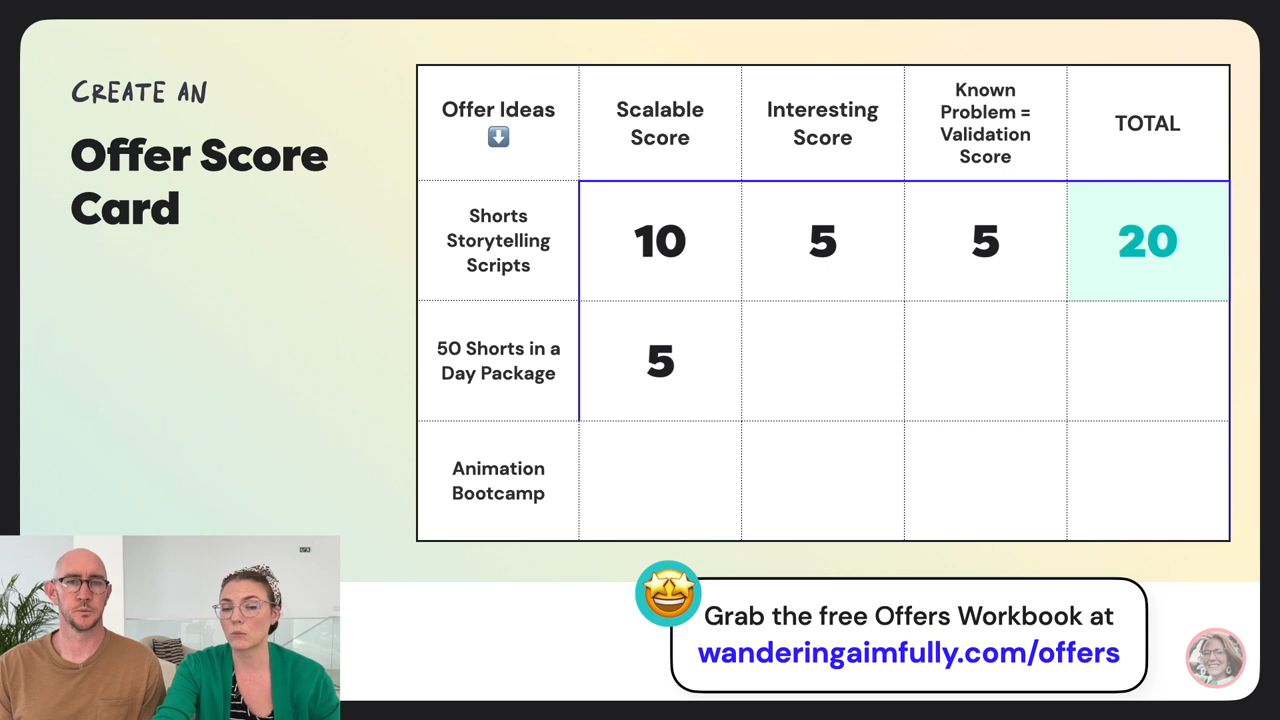 CREATE AN
Offer Score
Card
Offer Ideas
Scalable
Score
Interesting
Score
Known
Problem =
Validation
Score
TOTAL
Shorts
Storytelling
Scripts
10
5
5
20
50 Shorts in a
Day Package
5
Animation
Bootcamp
Grab the free Offers Workbook at
wanderingaimfully.com/offers